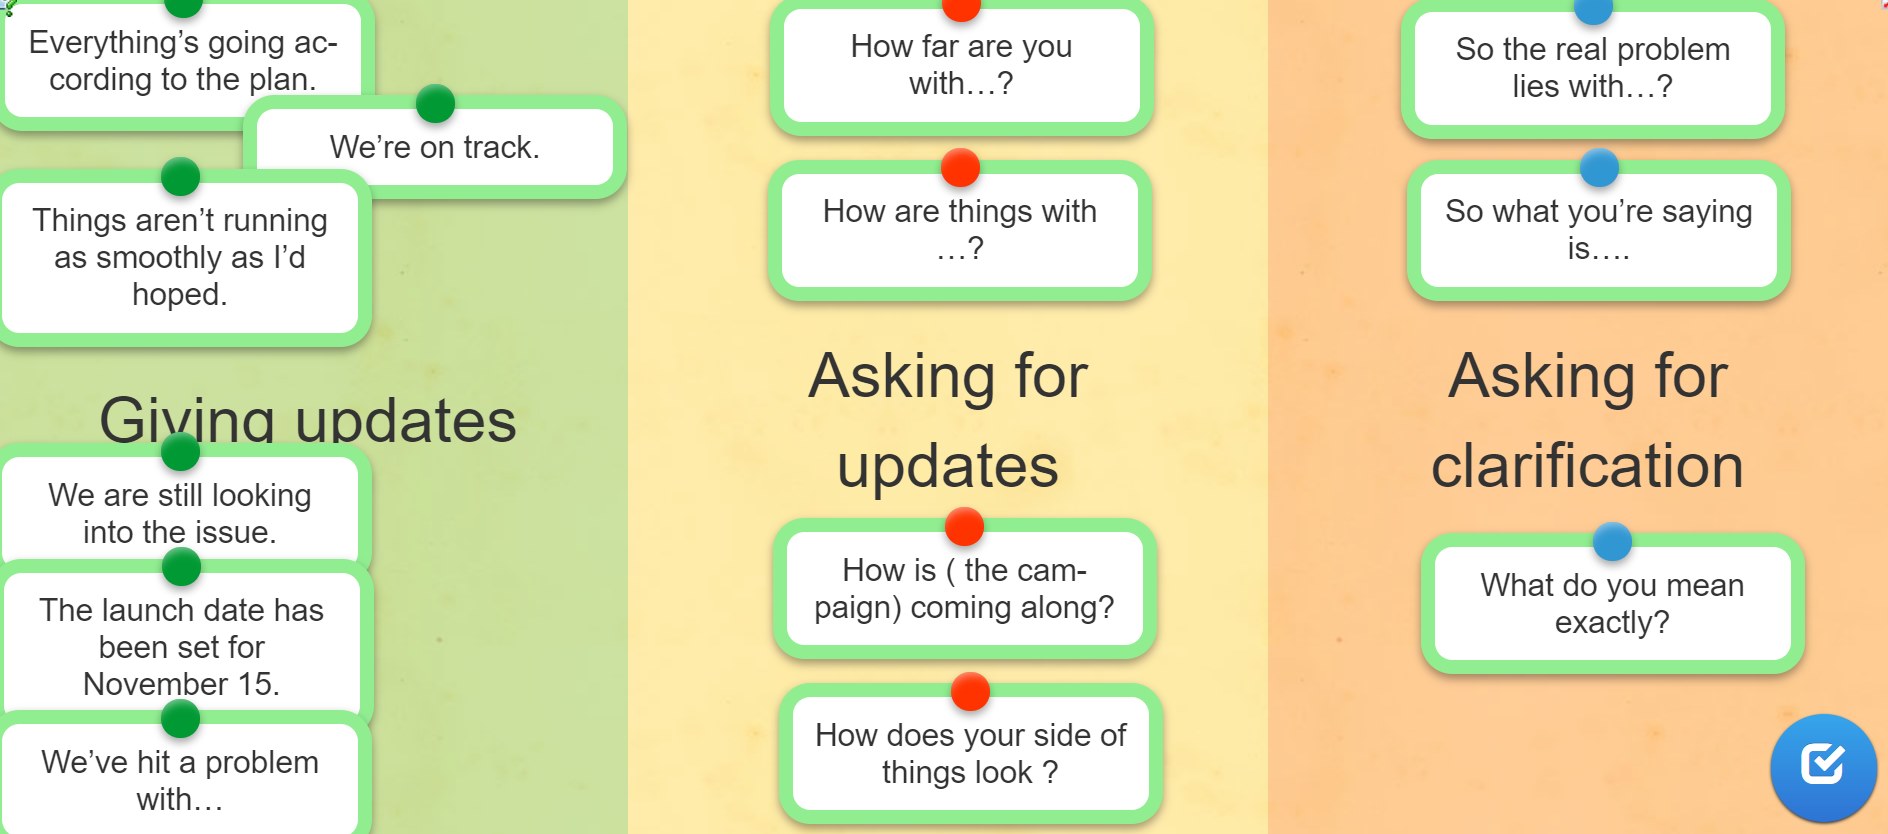 Everything’s going ac-
cording to the plan.
We’re on track.
Things aren’t running
as smoothly as I’d
hoped.
Giving updates
We are still looking
into the issue.
The launch date has
been set for
November 15.
We’ve hit a problem
with…
How far are you
with…?
How are things with
…?
Asking for
updates
How is ( the cam-
paign) coming along?
How does your side of
things look ?
So the real problem
lies with…?
So what you’re saying
is….
Asking for
clarification
What do you mean
exactly?